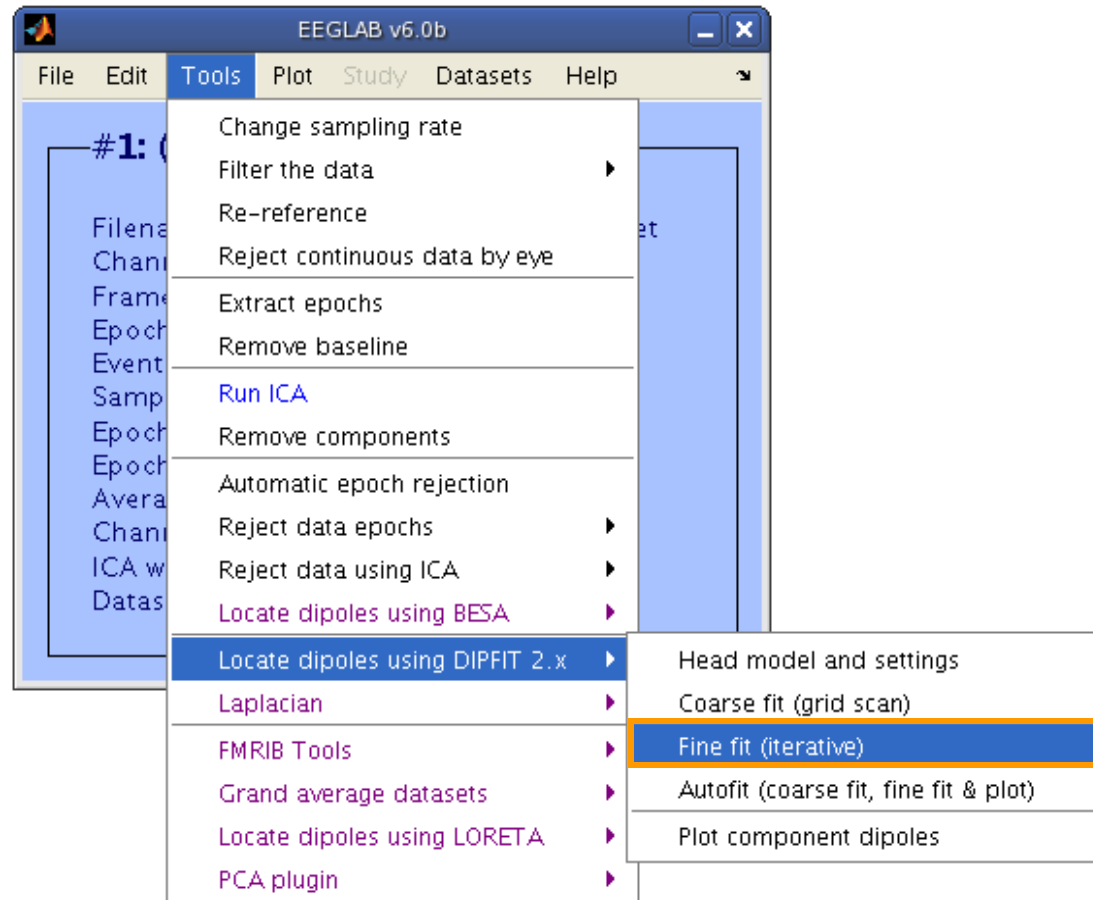 EEGLAB v6.0b
File Edit Tools Plot Study Datasets Help
#1: (
Filena et
Chann
Frame
Epoch
Event
Samp
Epoch
Epoch
Avera
Chann
ICA w
Datas
Change sampling rate
Filter the data
Re-reference
Reject continuous data by eye
Extract epochs
Remove baseline
Run ICA
Remove components
Automatic epoch rejection
Reject data epochs
Reject data using ICA
Locate dipoles using BESA
Locate dipoles using DIPFIT 2.x
Laplacian
FMRIB Tools
Grand average datasets
Locate dipoles using LORETA
PCA plugin
Head model and settings
Coarse fit (grid scan)
Fine fit (iterative)
Autofit (coarse fit, fine fit & plot)
Plot component dipoles